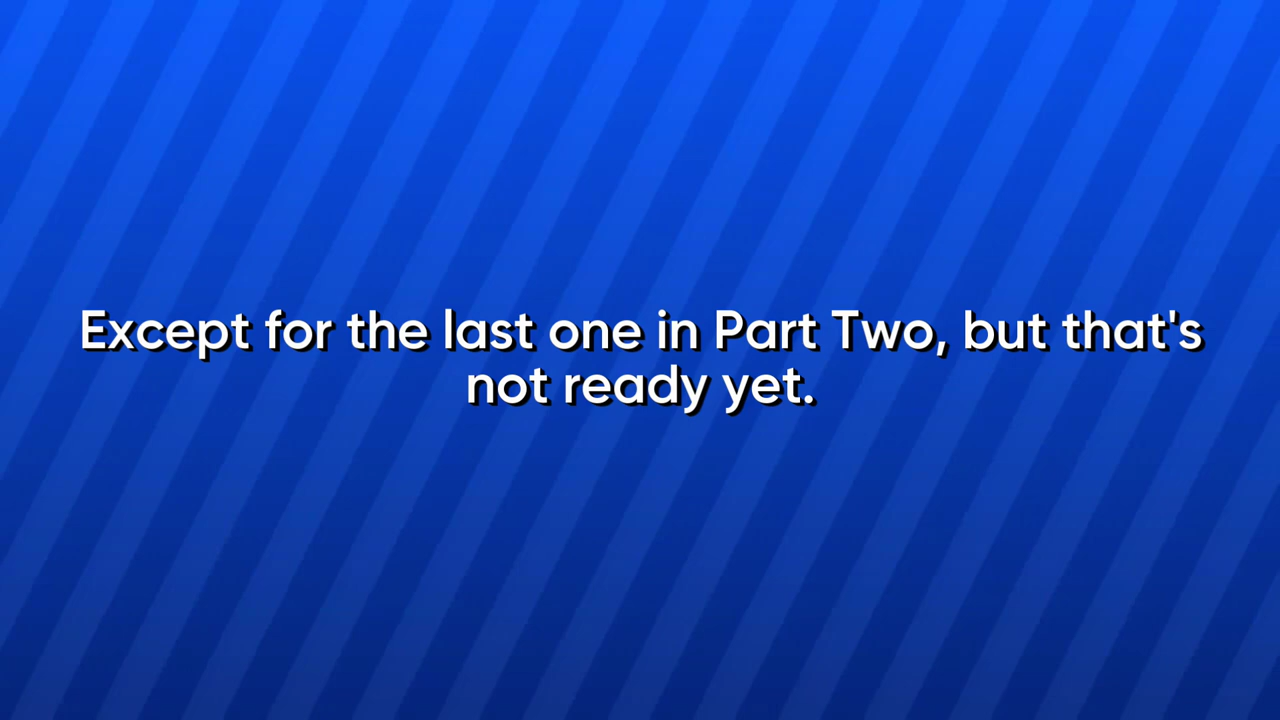 Except for the last one in Part Two, but that's
not ready yet.